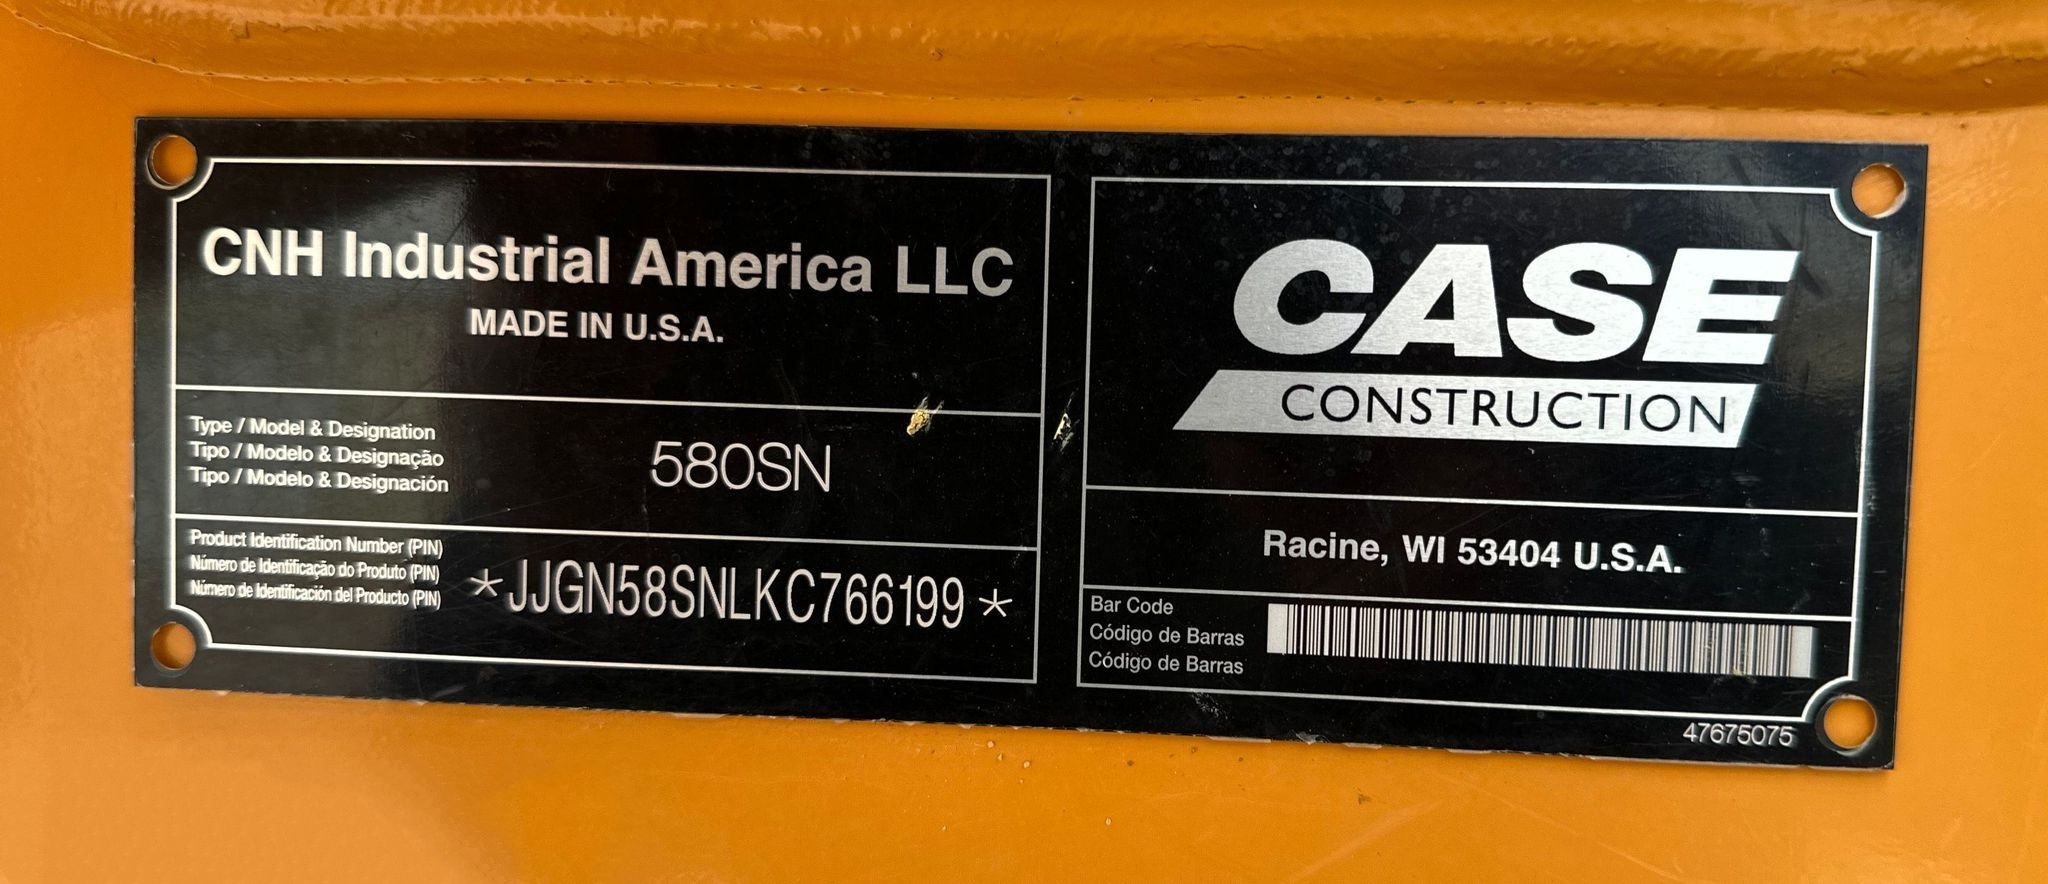 CNH Industrial America LLC
MADE IN U.S.A.
Type / Model & Designation
Tipo / Modelo & Designação
Tipo / Modelo & Designación
580SN
Product Identification Number (PIN)
Número de Identificação do Produto (PIN)
Número de Identificación del Producto (PIN)
*JJGN58SNLKC766199*
CASE
CONSTRUCTION
Racine, WI 53404 U.S.A.
Bar Code
Código de Barras
Código de Barras
47675075